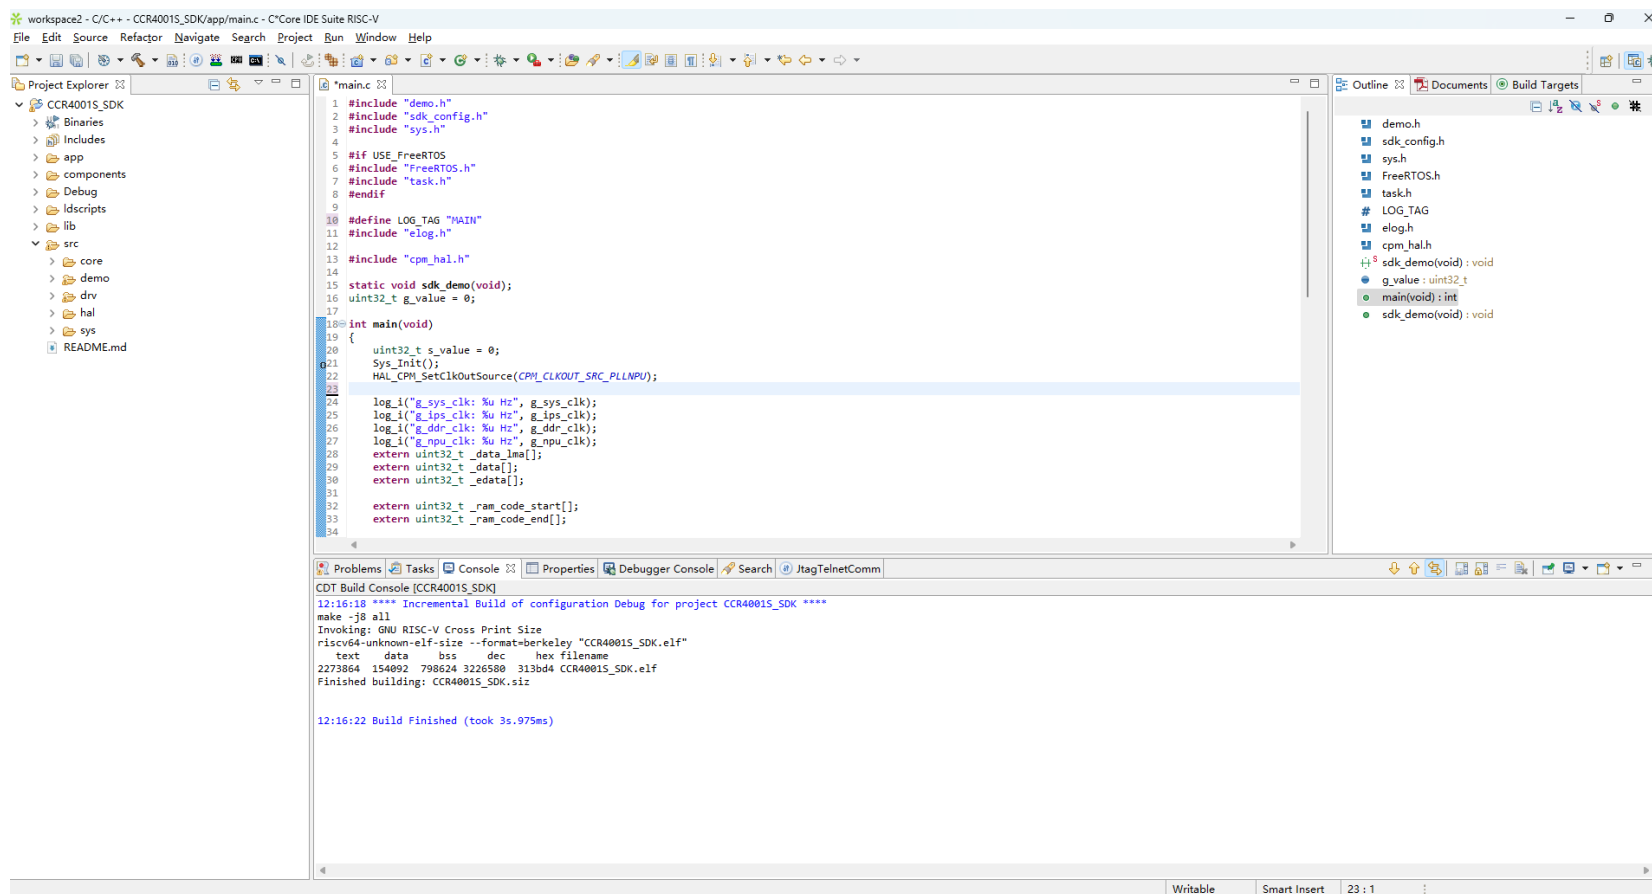 workspace2 - C/C++ - CCR4001S_SDK/app/main.c - C*Core IDE Suite RISC-V
File Edit Source Refactor Navigate Search Project Run Window Help
Project Explorer
CCR4001S_SDK
Binaries
Includes
app
components
Debug
ldscripts
lib
src
core
demo
drv
hal
sys
README.md
*main.c
1 #include "demo.h"
2 #include "sdk_config.h"
3 #include "sys.h"
4
5 #if USE_FreeRTOS
6 #include "FreeRTOS.h"
7 #include "task.h"
8 #endif
9
10 #define LOG_TAG "MAIN"
11 #include "elog.h"
12
13 #include "cpm_hal.h"
14
15 static void sdk_demo(void);
16 uint32_t g_value = 0;
17
18 int main(void)
19 {
20 uint32_t s_value = 0;
21 Sys_Init();
22 HAL_CPM_SetClkOutSource(CPM_CLKOUT_SRC_PLLNPU);
23
24 log_i("g_sys_clk: %u Hz", g_sys_clk);
25 log_i("g_ips_clk: %u Hz", g_ips_clk);
26 log_i("g_ddr_clk: %u Hz", g_ddr_clk);
27 log_i("g_npu_clk: %u Hz", g_npu_clk);
28 extern uint32_t _data_lma[];
29 extern uint32_t _data[];
30 extern uint32_t _edata[];
31
32 extern uint32_t _ram_code_start[];
33 extern uint32_t _ram_code_end[];
34
Outline Documents Build Targets
demo.h
sdk_config.h
sys.h
FreeRTOS.h
task.h
LOG_TAG
elog.h
cpm_hal.h
sdk_demo(void) : void
g_value : uint32_t
main(void) : int
sdk_demo(void) : void
Problems Tasks Console Properties Debugger Console Search JtagTelnetComm
CDT Build Console [CCR4001S_SDK]
12:16:18 **** Incremental Build of configuration Debug for project CCR4001S_SDK ****
make -j8 all
Invoking: GNU RISC-V Cross Print Size
riscv64-unknown-elf-size --format=berkeley "CCR4001S_SDK.elf"
text data bss dec hex filename
2273864 154092 798624 3226580 313bd4 CCR4001S_SDK.elf
Finished building: CCR4001S_SDK.siz
12:16:22 Build Finished (took 3s.975ms)
Writable Smart Insert 23 : 1